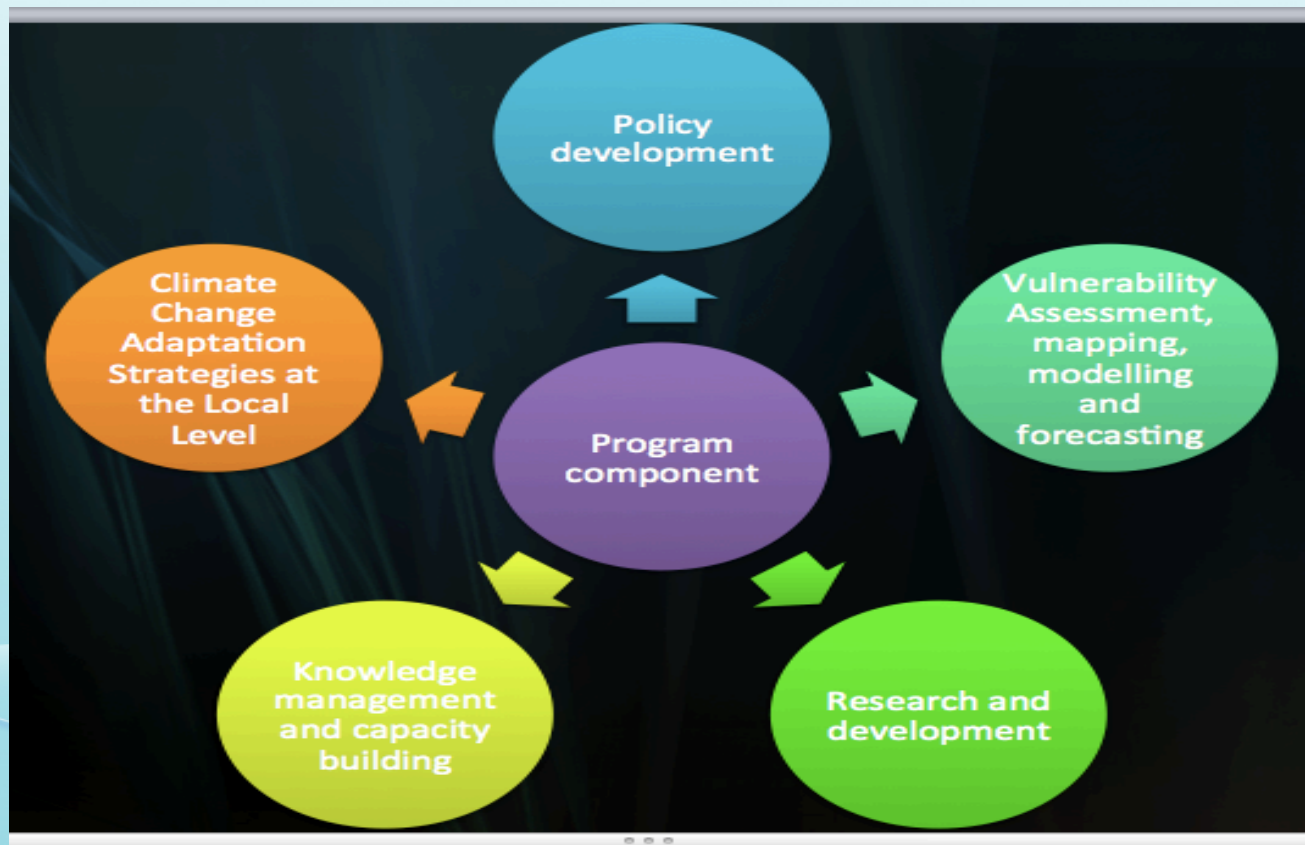 Policy
development
Climate
Change
Adaptation
Strategies at
the Local
Level
Vulnerability
Assessment,
mapping,
modelling
and
forecasting
Program
component
Knowledge
management
and capacity
building
Research and
development